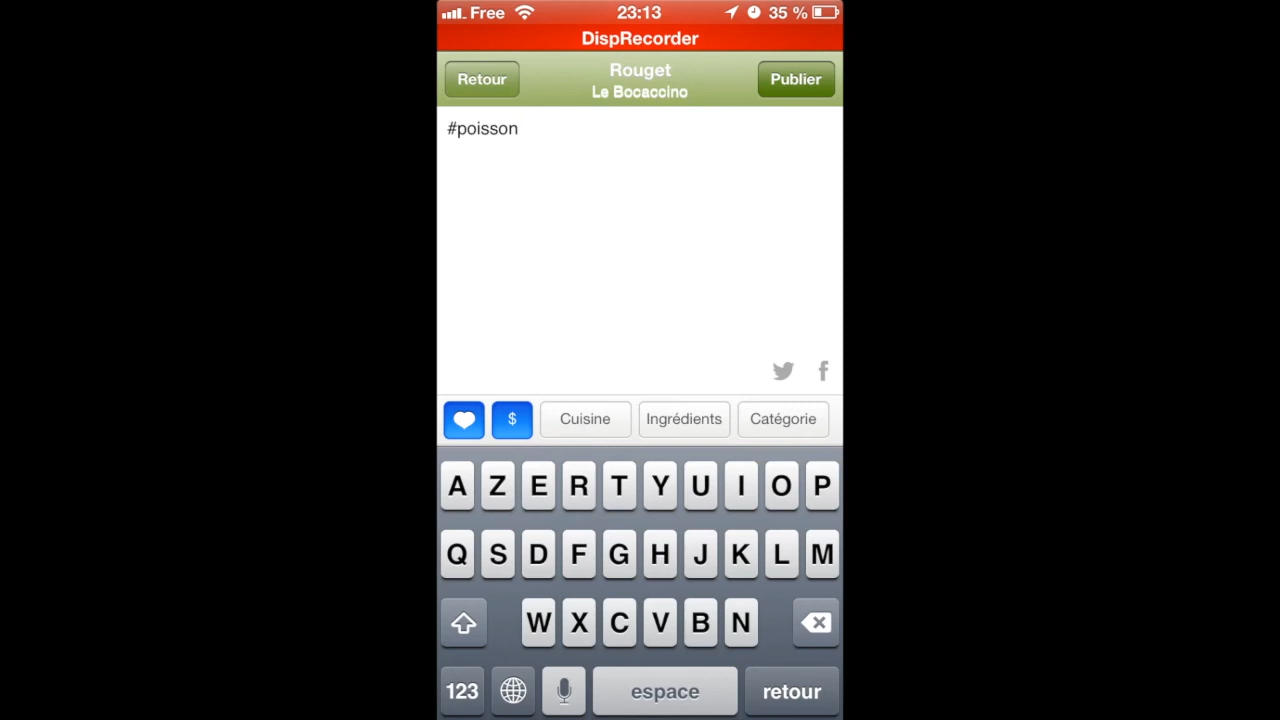 Free 23:13 35 %
DispRecorder
Retour Rouget Publier
Le Bocaccino
#poisson
$ Cuisine Ingrédients Catégorie
A Z E R T Y U I O P
Q S D F G H J K L M
W X C V B N
123 espace retour